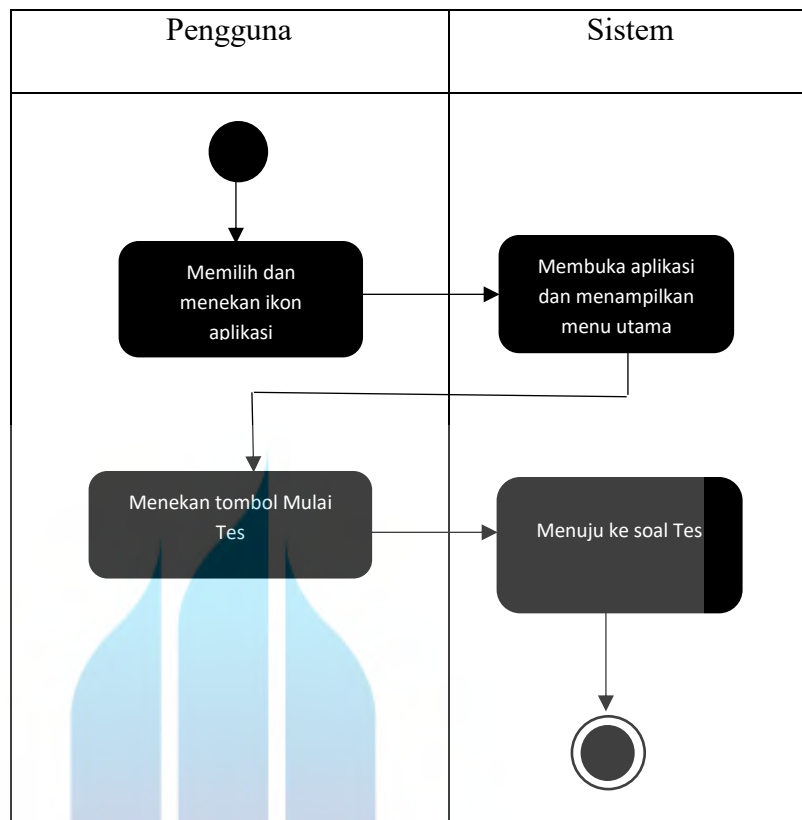 Pengguna
Sistem
Memilih dan
menekan ikon
aplikasi
Membuka aplikasi
dan menampilkan
menu utama
Menekan tombol Mulai
Tes
Menuju ke soal Tes